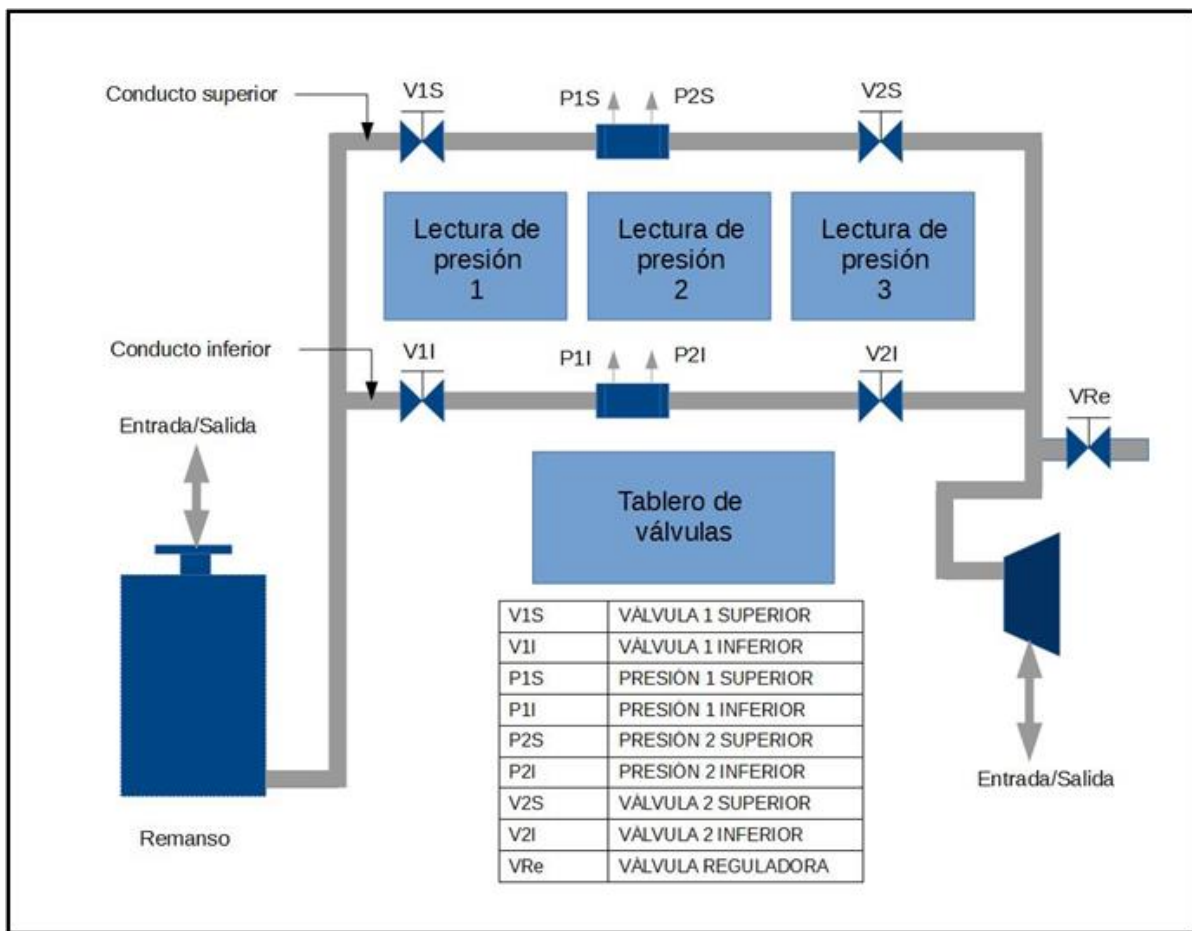 V1S
P1S
P2S
V2S
Conducto superior
Lectura de
presión
1
Lectura de
presión
2
Lectura de
presión
3
Conducto inferior
V1I
P1I
P2I
V2I
VRe
Entrada/Salida
Tablero de
válvulas
V1S VÁLVULA 1 SUPERIOR
V1I VÁLVULA 1 INFERIOR
P1S PRESIÓN 1 SUPERIOR
P1I PRESIÓN 1 INFERIOR
P2S PRESIÓN 2 SUPERIOR
P2I PRESIÓN 2 INFERIOR
V2S VÁLVULA 2 SUPERIOR
V2I VÁLVULA 2 INFERIOR
VRe VÁLVULA REGULADORA
Entrada/Salida
Remanso